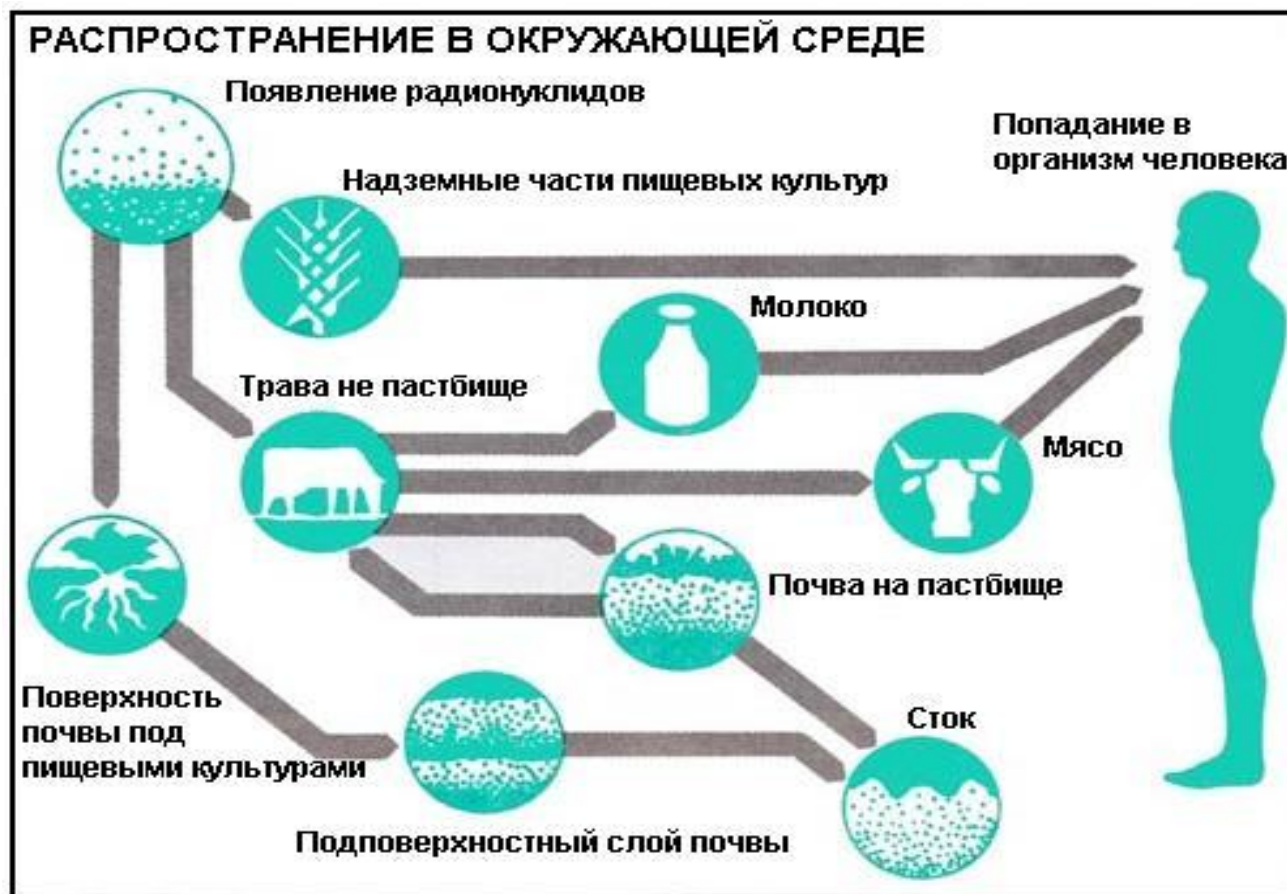 РАСПРОСТРАНЕНИЕ В ОКРУЖАЮЩЕЙ СРЕДЕ
Появление радионуклидов
Попадание в
организм человека
Надземные части пищевых культур
Молоко
Трава не пастбище
Мясо
Почва на пастбище
Поверхность
почвы под
пищевыми культурами
Сток
Подповерхностный слой почвы